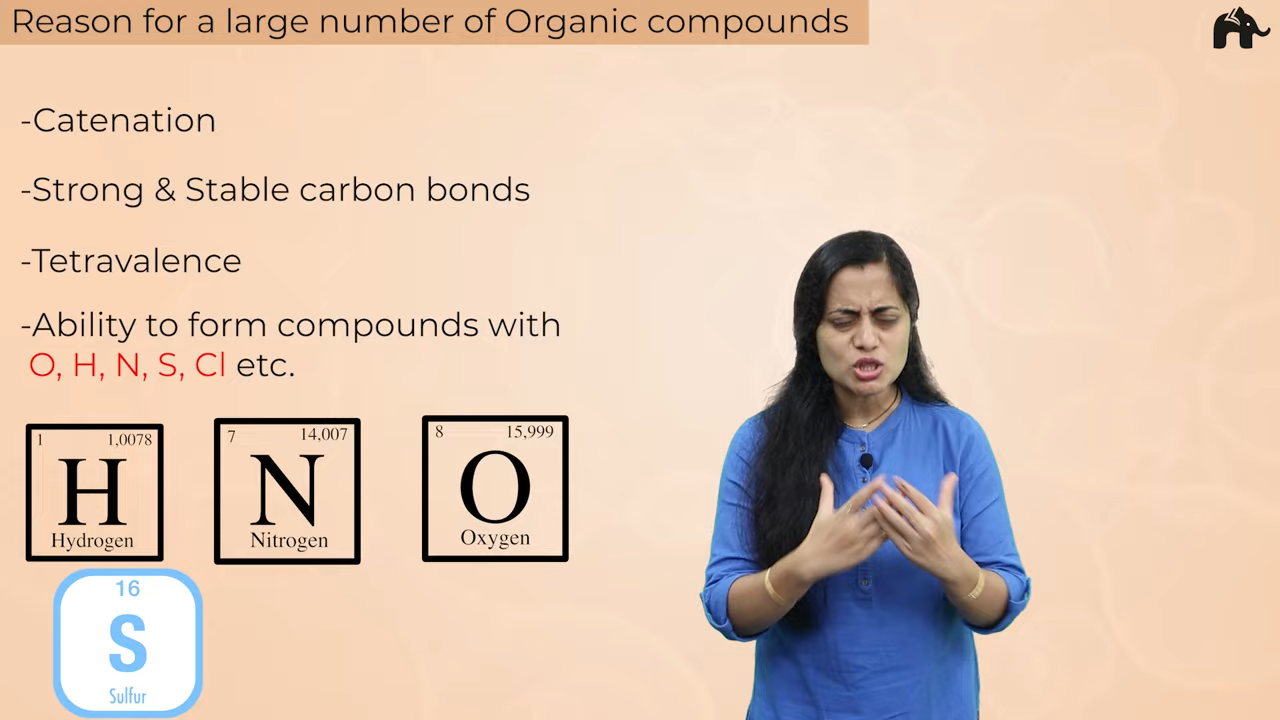 Reason for a large number of Organic compounds
-Catenation
-Strong & Stable carbon bonds
-Tetravalence
-Ability to form compounds with
O, H, N, S, Cl etc.
1 1,0078
H
Hydrogen
7 14,007
N
Nitrogen
8 15,999
O
Oxygen
16
S
Sulfur